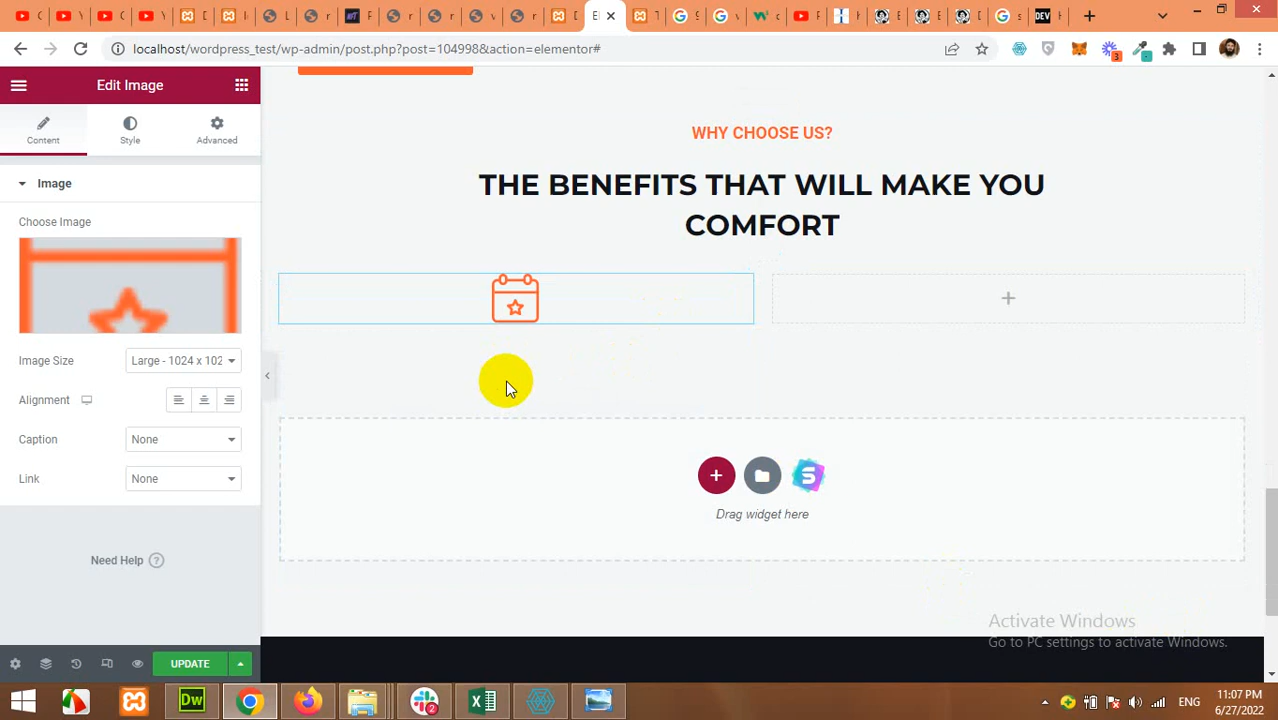 localhost/wordpress_test/wp-admin/post.php?post=104998&action=elementor#
3
Edit Image
Content
Style
Advanced
Image
Choose Image
Image Size
Large - 1024 x 102
Alignment
Caption
None
Link
None
Need Help ?
UPDATE
WHY CHOOSE US?
THE BENEFITS THAT WILL MAKE YOU
COMFORT
Drag widget here
Activate Windows
Go to PC settings to activate Windows.
Dw
2
ENG
11:07 PM
6/27/2022